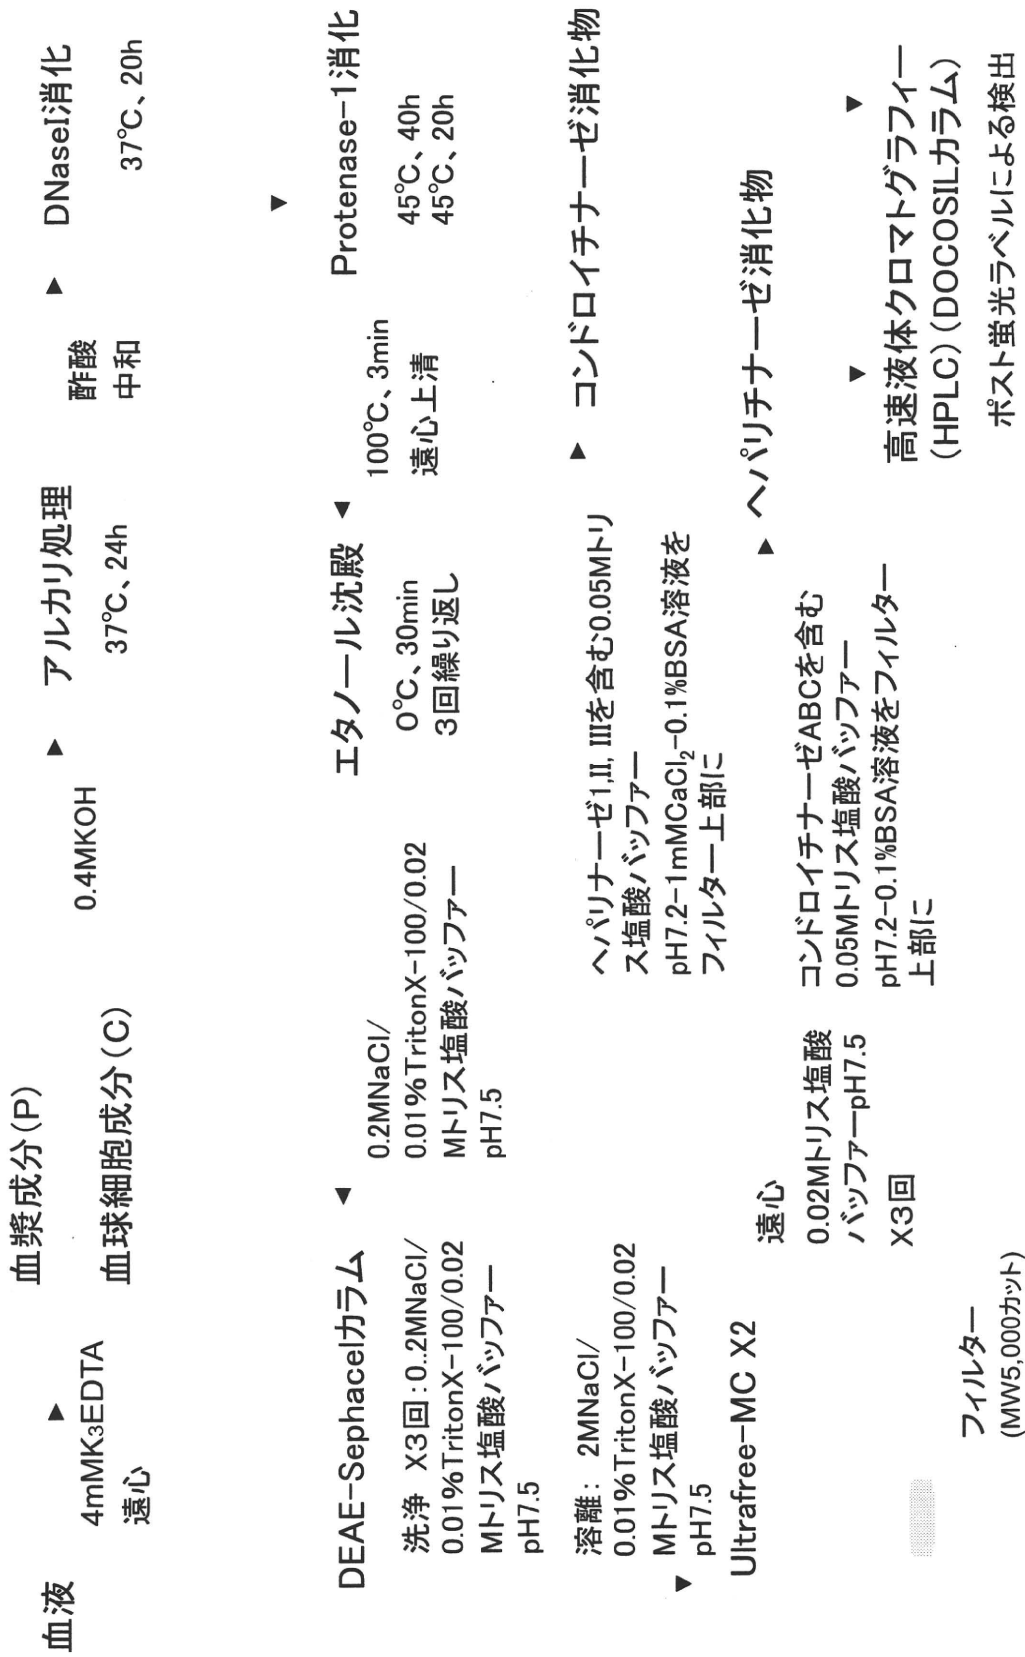 血液
▶
4mMK₃EDTA
遠心
血漿成分(P)
血球細胞成分(C)
0.4MKOH
▶
アルカリ処理
37℃、24h
酢酸
中和
▶
DNaseI消化
37℃、20h
▼
Protenase-1消化
45℃、40h
45℃、20h
100℃、3min
遠心上清
◀
エタノール沈殿
0℃、30min
3回繰り返し
0.2MNaCl/
0.01%TritonX-100/0.02
Mトリス塩酸バッファー
pH7.5
◀
DEAE-Sephacelカラム
洗浄 X3回:0..2MNaCl/
0.01%TritonX-100/0.02
Mトリス塩酸バッファー
pH7.5
溶離: 2MNaCl/
0.01%TritonX-100/0.02
Mトリス塩酸バッファー
pH7.5
▼
Ultrafree-MC X2
遠心
0.02Mトリス塩酸
バッファーpH7.5
X3回
フィルター
(MW5,000カット)
ヘパリナーゼ1,II, IIIを含む0.05Mトリ
ス塩酸バッファー
pH7.2-1mMCaCl₂-0.1%BSA溶液を
フィルター上部に
▶
コンドロイチナーゼ消化物
コンドロイチナーゼABCを含む
0.05Mトリス塩酸バッファー
pH7.2-0.1%BSA溶液をフィルター
上部に
▶
ヘパリチナーゼ消化物
▼
▼
高速液体クロマトグラフィー
(HPLC)(DOCOSILカラム)
ポスト蛍光ラベルによる検出